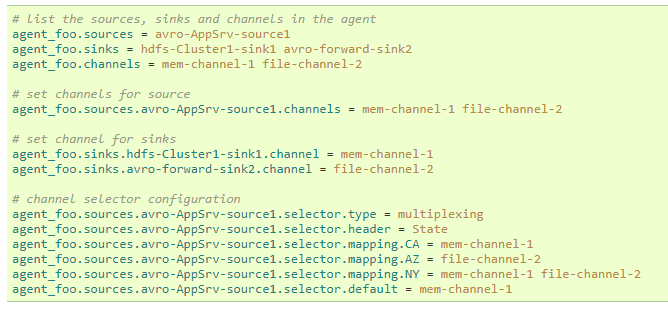 # list the sources, sinks and channels in the agent
agent_foo.sources = avro-AppSrv-source1
agent_foo.sinks = hdfs-Cluster1-sink1 avro-forward-sink2
agent_foo.channels = mem-channel-1 file-channel-2
# set channels for source
agent_foo.sources.avro-AppSrv-source1.channels = mem-channel-1 file-channel-2
# set channel for sinks
agent_foo.sinks.hdfs-Cluster1-sink1.channel = mem-channel-1
agent_foo.sinks.avro-forward-sink2.channel = file-channel-2
# channel selector configuration
agent_foo.sources.avro-AppSrv-source1.selector.type = multiplexing
agent_foo.sources.avro-AppSrv-source1.selector.header = State
agent_foo.sources.avro-AppSrv-source1.selector.mapping.CA = mem-channel-1
agent_foo.sources.avro-AppSrv-source1.selector.mapping.AZ = file-channel-2
agent_foo.sources.avro-AppSrv-source1.selector.mapping.NY = mem-channel-1 file-channel-2
agent_foo.sources.avro-AppSrv-source1.selector.default = mem-channel-1